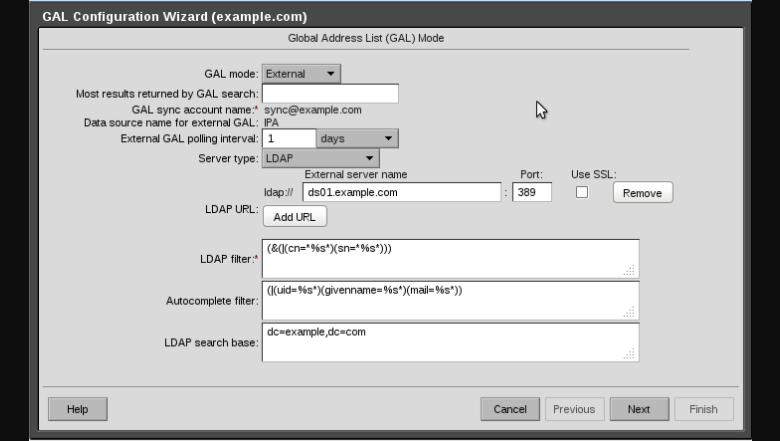 GAL Configuration Wizard (example.com)
Global Address List (GAL) Mode
GAL mode: External
Most results returned by GAL search:
GAL sync account name:* sync@example.com
Data source name for external GAL: IPA
External GAL polling interval: 1 days
Server type: LDAP
External server name Port: Use SSL:
ldap:// ds01.example.com : 389 Remove
LDAP URL: Add URL
LDAP filter:* (&(|(cn=*%s*)(sn=*%s*)))
Autocomplete filter: (|(uid=%s*)(givenname=%s*)(mail=%s*))
LDAP search base: dc=example,dc=com
Help Cancel Previous Next Finish